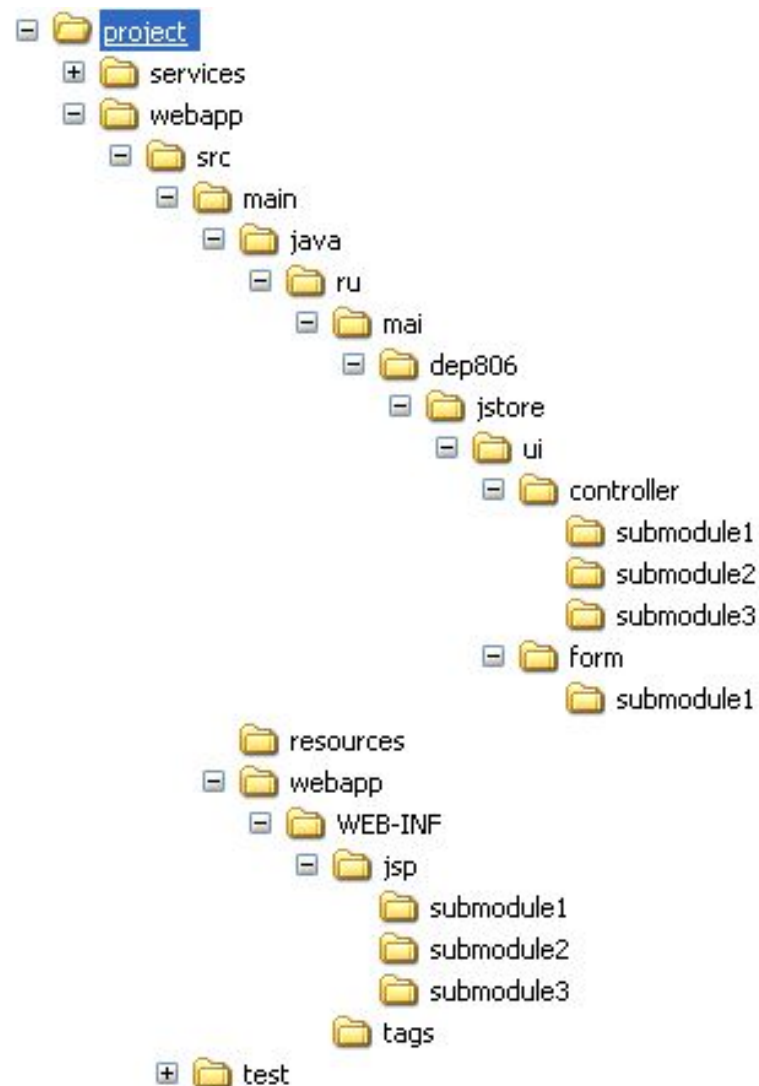 project
services
webapp
src
main
java
ru
mai
dep806
jstore
ui
controller
submodule1
submodule2
submodule3
form
submodule1
resources
webapp
WEB-INF
jsp
submodule1
submodule2
submodule3
tags
test